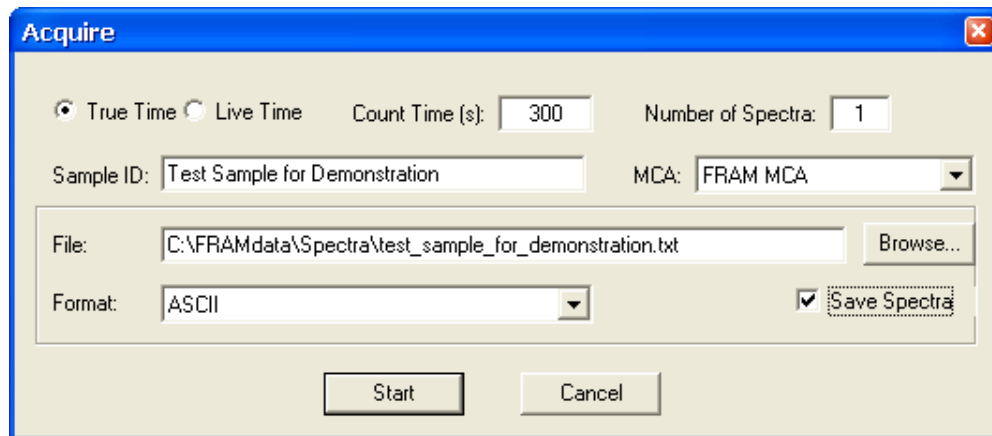 Acquire
True Time Live Time Count Time (s): 300 Number of Spectra: 1
Sample ID: Test Sample for Demonstration MCA: FRAM MCA
File: C:\FRAMdata\Spectra\test_sample_for_demonstration.txt Browse...
Format: ASCII Save Spectra
Start Cancel